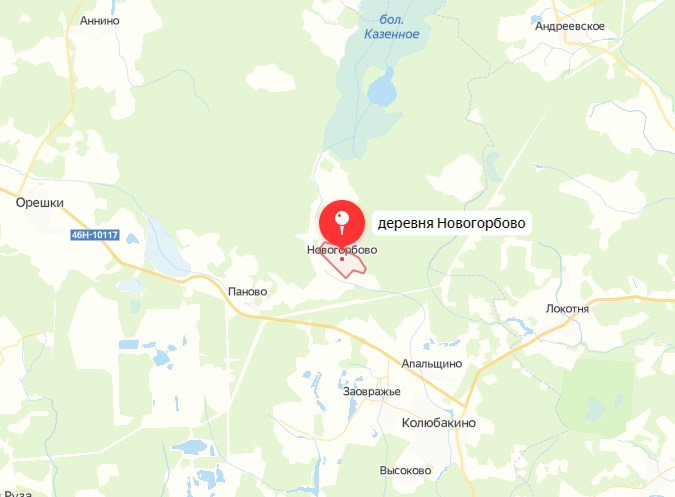 Аннино
бол.
Казенное
Андреевское
Орешки
46Н-10117
деревня Новогорбово
Новогорбово
Паново
Локотня
Апальщино
Заовражье
Колюбакино
Высоково
Руза